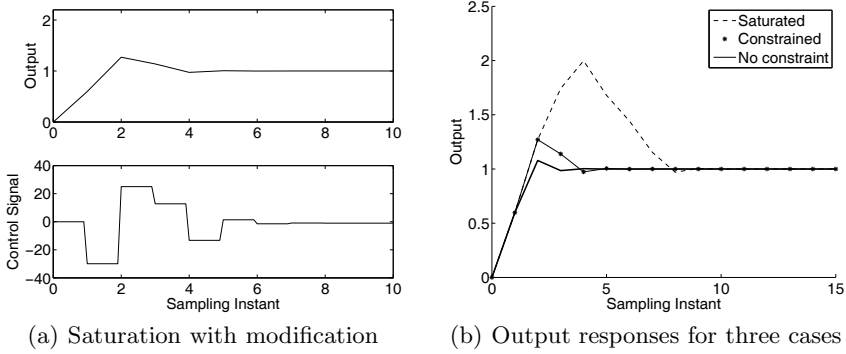 2
1
0
Output
0 2 4 6 8 10
40
20
0
−20
−40
Control Signal
0 2 4 6 8 10
Sampling Instant
(a) Saturation with modification
2.5
2
1.5
1
0.5
0
Output
Saturated
Constrained
No constraint
0 5 10 15
Sampling Instant
(b) Output responses for three cases